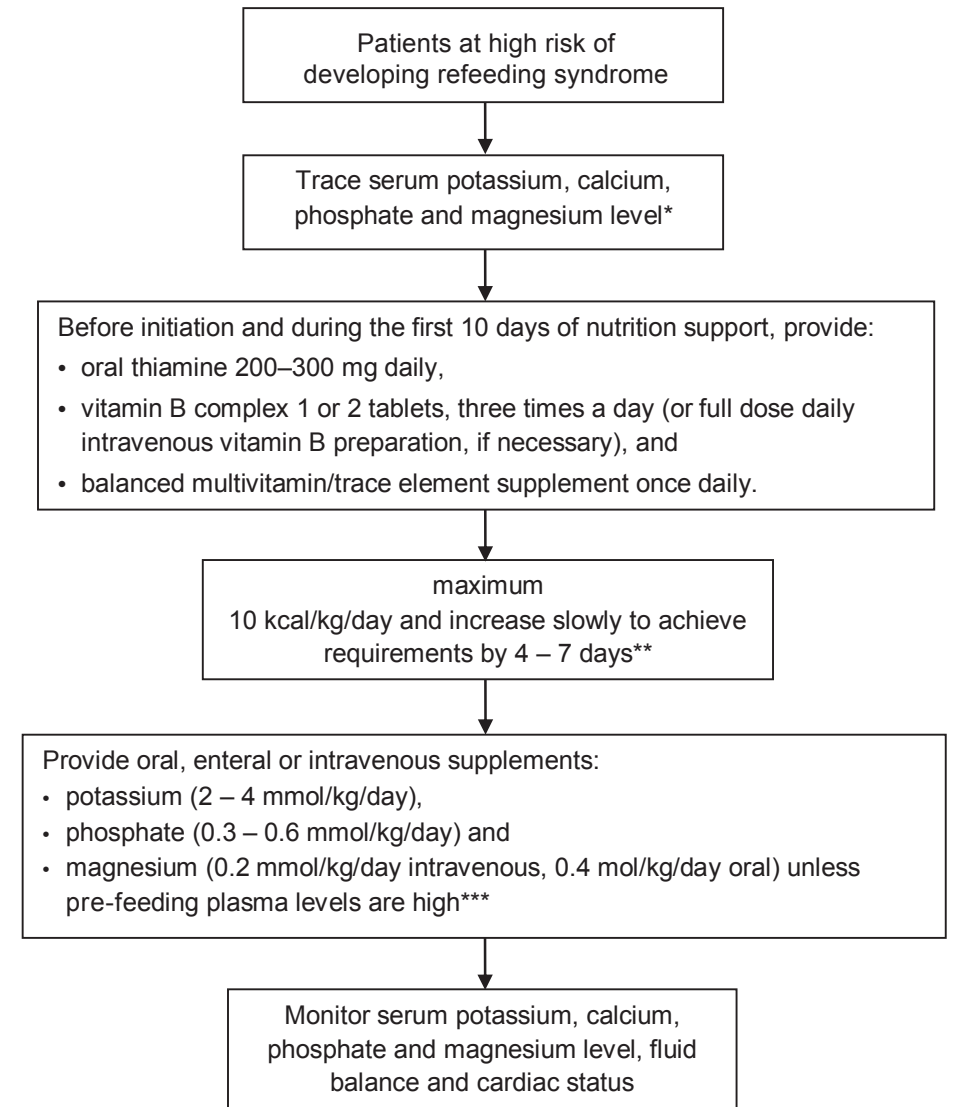 Patients at high risk of
developing refeeding syndrome
Trace serum potassium, calcium,
phosphate and magnesium level*
Before initiation and during the first 10 days of nutrition support, provide:
• oral thiamine 200–300 mg daily,
• vitamin B complex 1 or 2 tablets, three times a day (or full dose daily
intravenous vitamin B preparation, if necessary), and
• balanced multivitamin/trace element supplement once daily.
maximum
10 kcal/kg/day and increase slowly to achieve
requirements by 4 – 7 days**
Provide oral, enteral or intravenous supplements:
• potassium (2 – 4 mmol/kg/day),
• phosphate (0.3 – 0.6 mmol/kg/day) and
• magnesium (0.2 mmol/kg/day intravenous, 0.4 mol/kg/day oral) unless
pre-feeding plasma levels are high***
Monitor serum potassium, calcium,
phosphate and magnesium level, fluid
balance and cardiac status